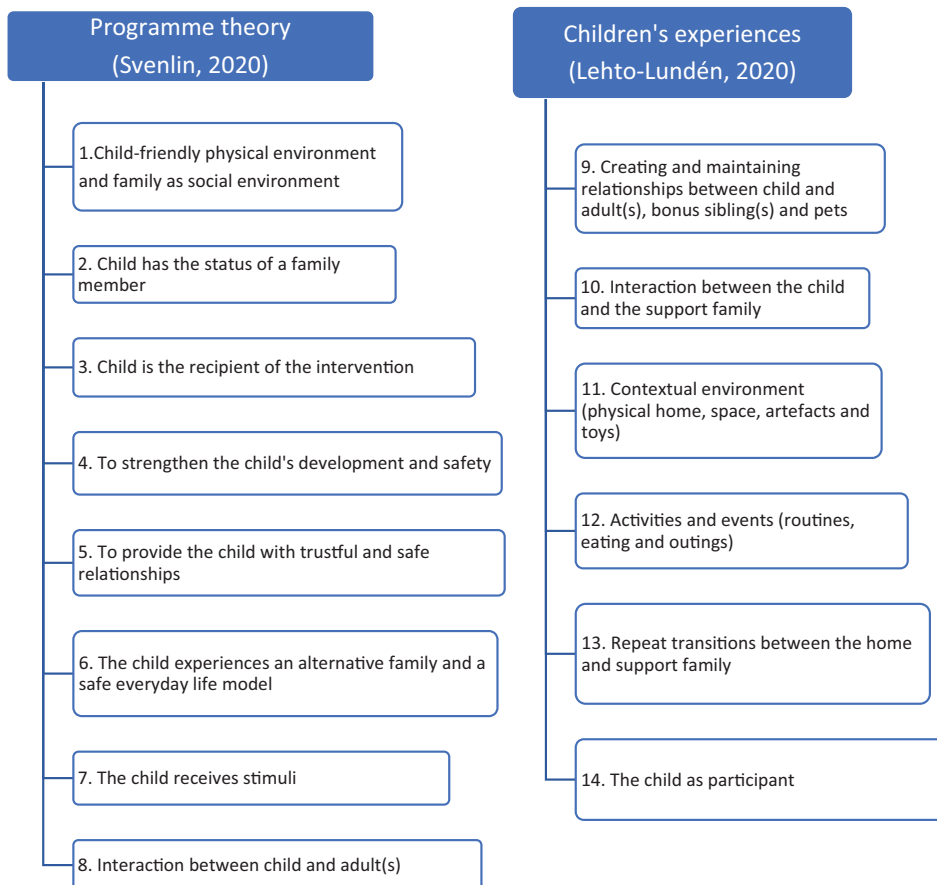 Programme theory
(Svenlin, 2020)
1.Child-friendly physical environment
and family as social environment
2. Child has the status of a family
member
3. Child is the recipient of the intervention
4. To strengthen the child's development and safety
5. To provide the child with trustful and safe
relationships
6. The child experiences an alternative family and a
safe everyday life model
7. The child receives stimuli
8. Interaction between child and adult(s)
Children's experiences
(Lehto-Lundén, 2020)
9. Creating and maintaining
relationships between child and
adult(s), bonus sibling(s) and pets
10. Interaction between the child
and the support family
11. Contextual environment
(physical home, space, artefacts and
toys)
12. Activities and events (routines,
eating and outings)
13. Repeat transitions between the home
and support family
14. The child as participant